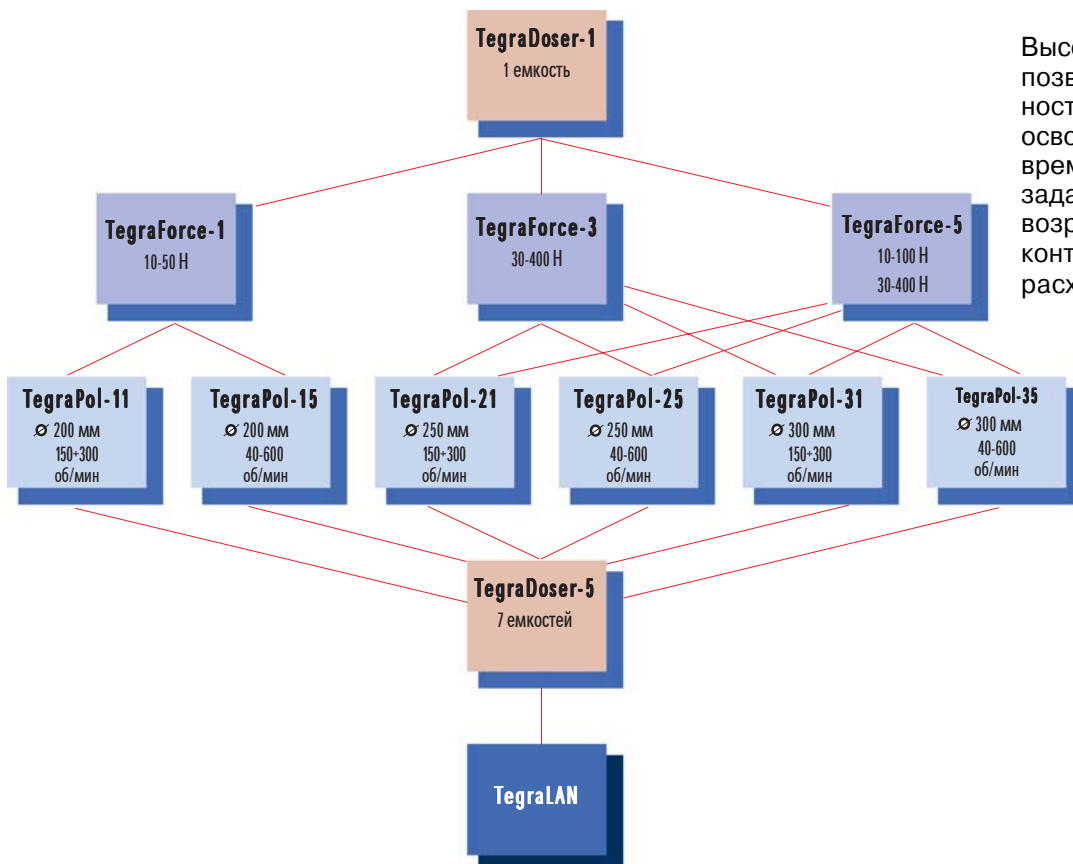 TegraDoser-1
1 емкость
TegraForce-1
10-50 Н
TegraForce-3
30-400 Н
TegraForce-5
10-100 Н
30-400 Н
TegraPol-11
Ø 200 мм
150+300
об/мин
TegraPol-15
Ø 200 мм
40-600
об/мин
TegraPol-21
Ø 250 мм
150+300
об/мин
TegraPol-25
Ø 250 мм
40-600
об/мин
TegraPol-31
Ø 300 мм
150+300
об/мин
TegraPol-35
Ø 300 мм
40-600
об/мин
TegraDoser-5
7 емкостей
TegraLAN